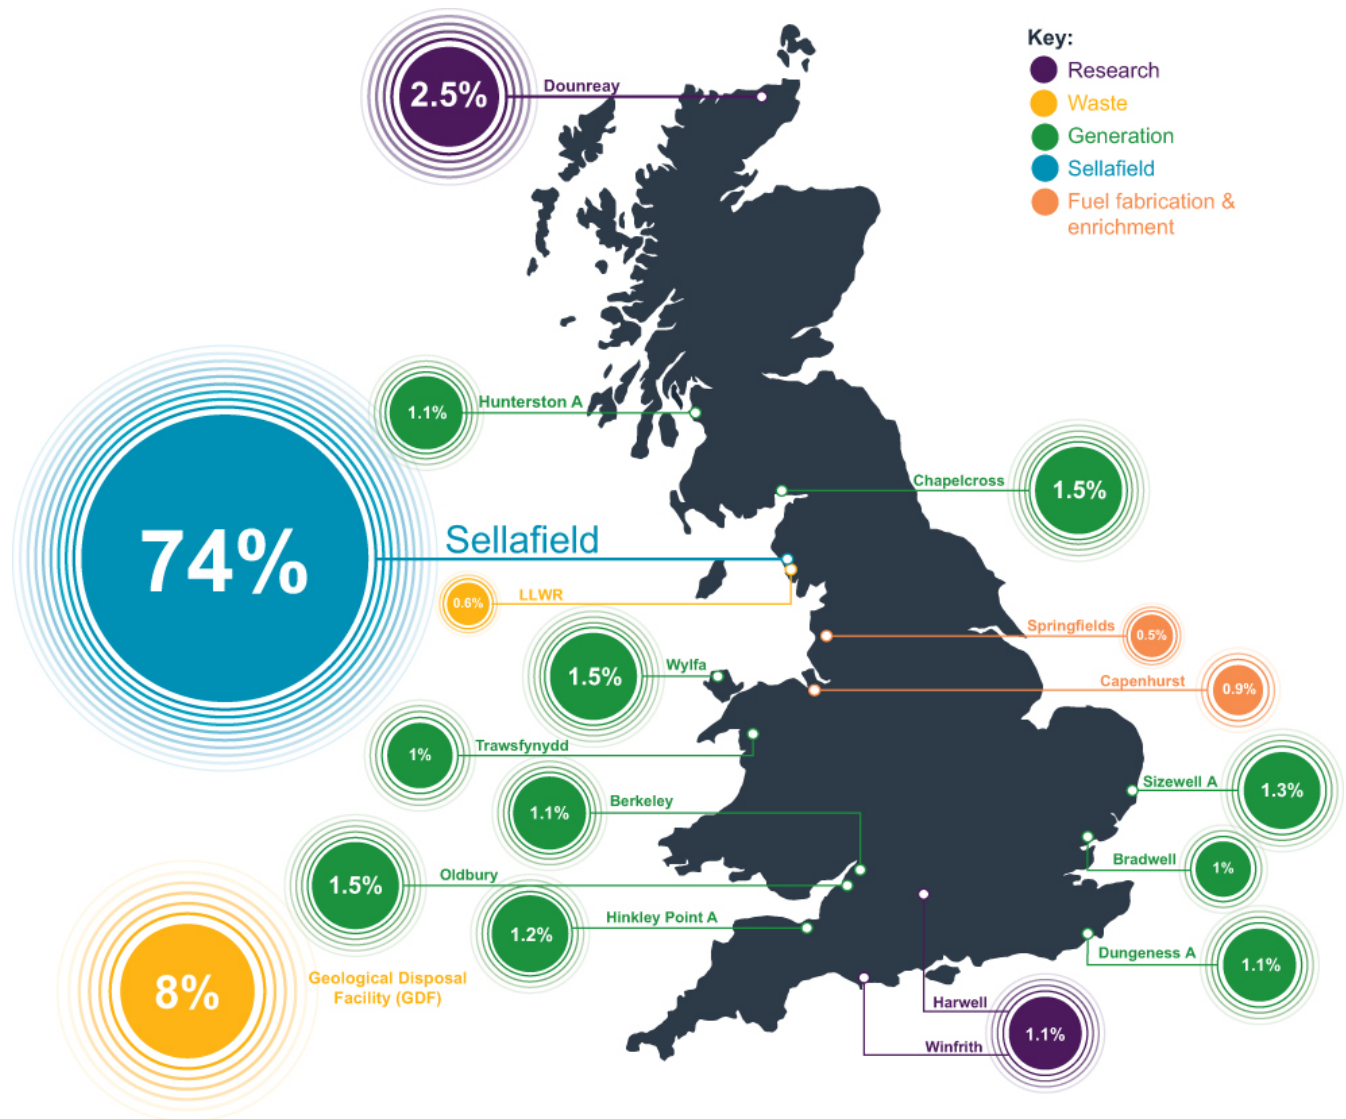 Key:
Research
Waste
Generation
Sellafield
Fuel fabrication &
enrichment
2.5%
Dounreay
1.1%
Hunterston A
Chapelcross
1.5%
74%
Sellafield
0.6%
LLWR
Springfields
0.5%
1.5%
Wylfa
Capenhurst
0.9%
1%
Trawsfynydd
Sizewell A
1.3%
1.1%
Berkeley
Bradwell
1%
1.5%
Oldbury
1.2%
Hinkley Point A
Dungeness A
1.1%
8%
Geological Disposal
Facility (GDF)
Harwell
Winfrith
1.1%